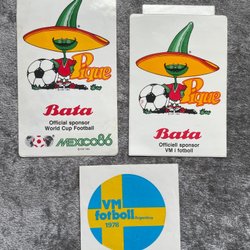 Pique
Bata
Official sponsor
World Cup Football
MEXICO86
Pique
Bata
Officiell sponsor
VM i fotboll
VM
fotboll
Argentina
1978